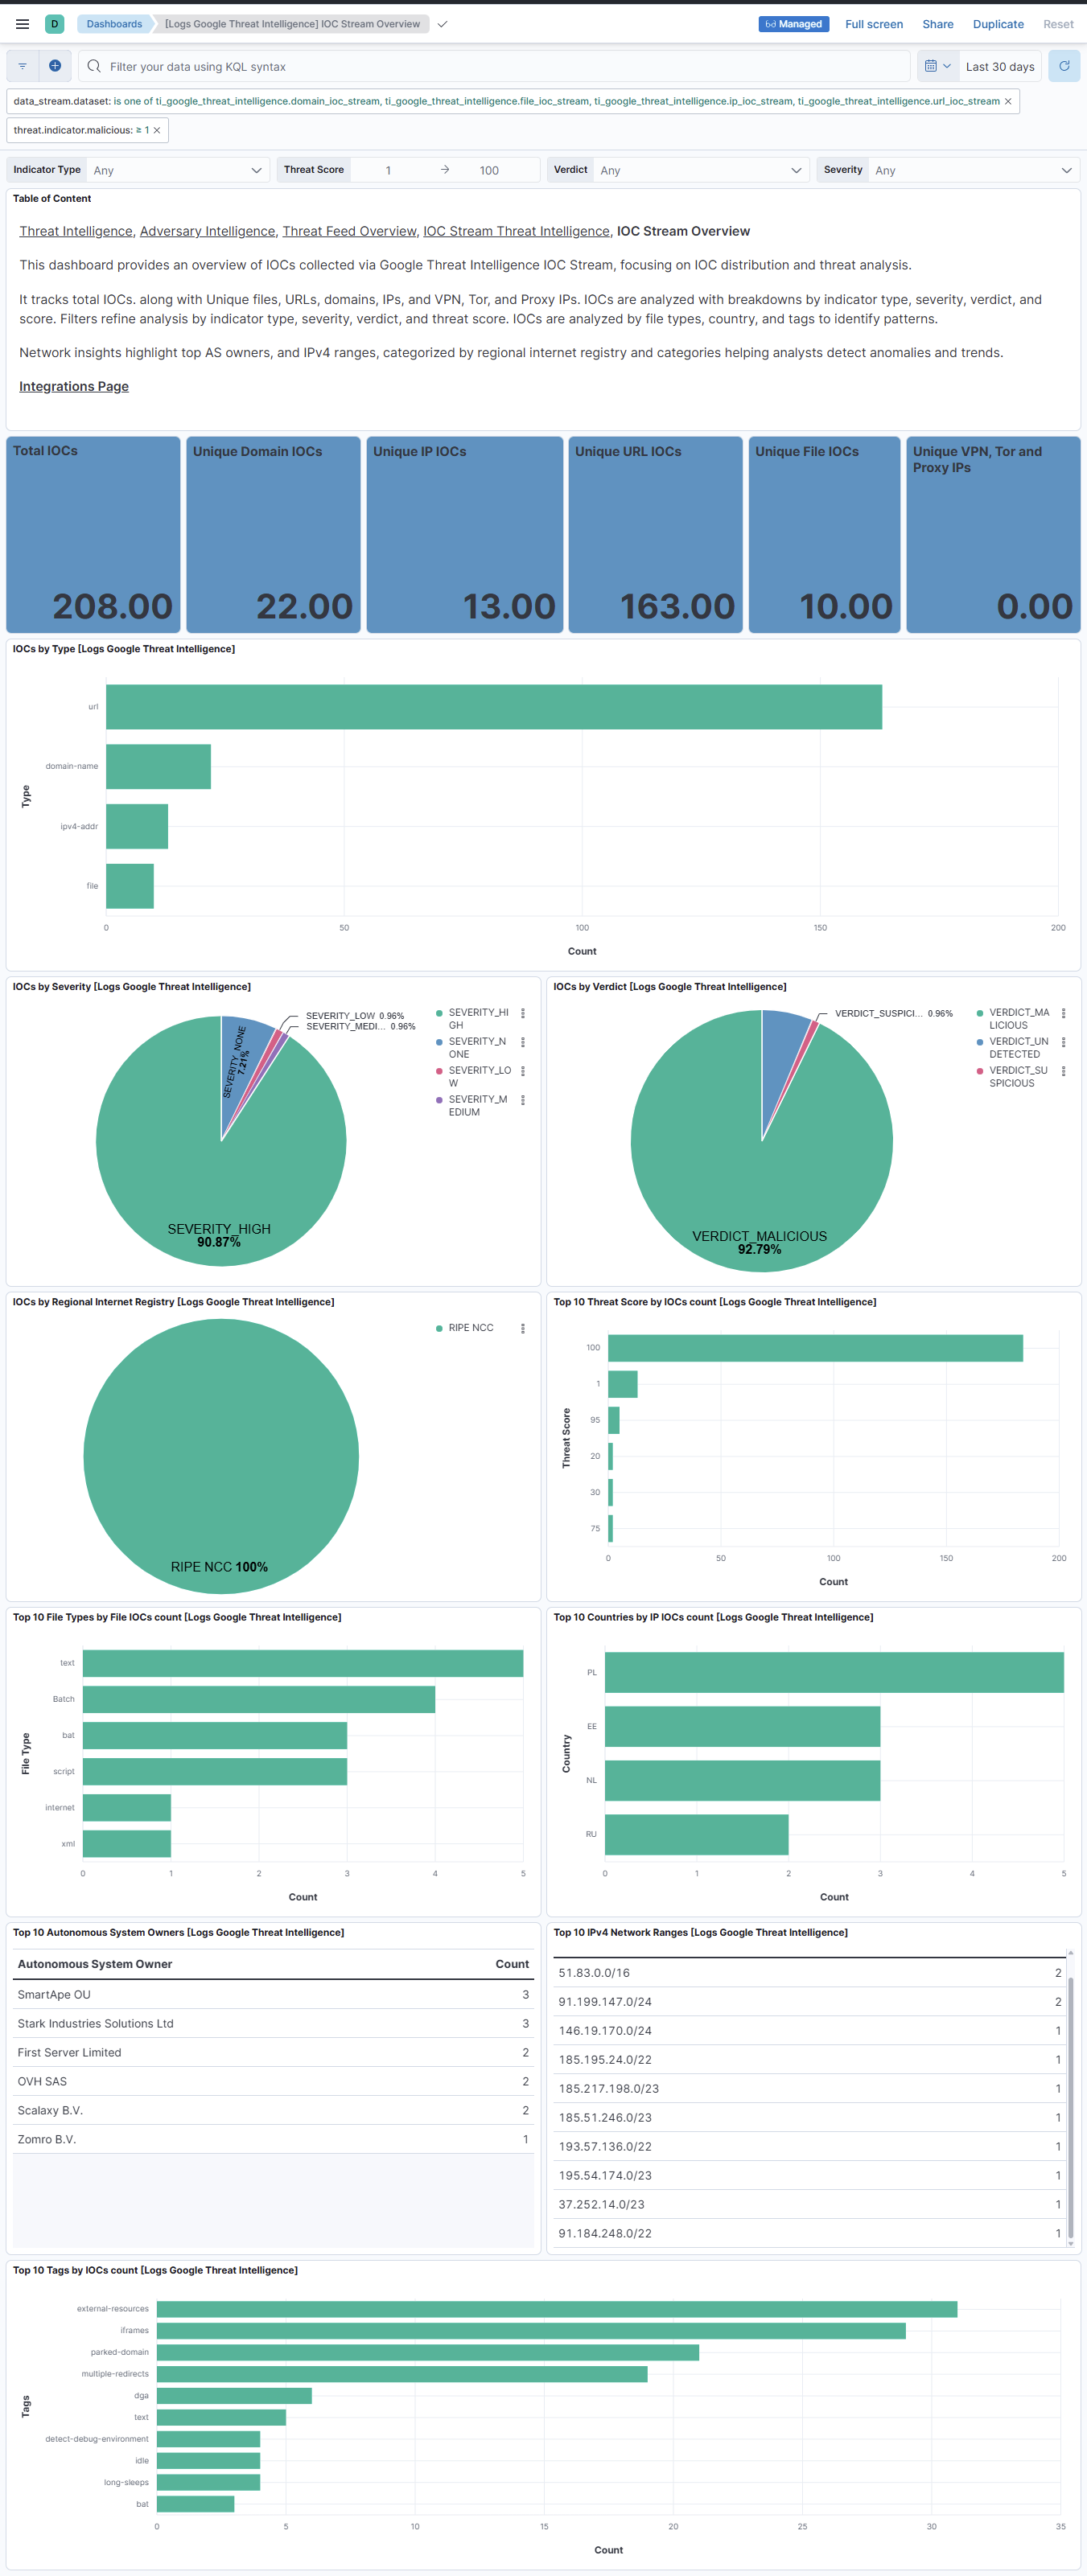 D Dashboards [Logs Google Threat Intelligence] IOC Stream Overview Managed Full screen Share Duplicate Reset
Filter your data using KQL syntax Last 30 days
data_stream.dataset: is one of ti_google_threat_intelligence.domain_ioc_stream, ti_google_threat_intelligence.file_ioc_stream, ti_google_threat_intelligence.ip_ioc_stream, ti_google_threat_intelligence.url_ioc_stream ×
threat.indicator.malicious: ≥ 1 ×
Indicator Type Any Threat Score 1 → 100 Verdict Any Severity Any
Table of Content
Threat Intelligence, Adversary Intelligence, Threat Feed Overview, IOC Stream Threat Intelligence, IOC Stream Overview
This dashboard provides an overview of IOCs collected via Google Threat Intelligence IOC Stream, focusing on IOC distribution and threat analysis.
It tracks total IOCs. along with Unique files, URLs, domains, IPs, and VPN, Tor, and Proxy IPs. IOCs are analyzed with breakdowns by indicator type, severity, verdict, and
score. Filters refine analysis by indicator type, severity, verdict, and threat score. IOCs are analyzed by file types, country, and tags to identify patterns.
Network insights highlight top AS owners, and IPv4 ranges, categorized by regional internet registry and categories helping analysts detect anomalies and trends.
Integrations Page
Total IOCs
208.00
Unique Domain IOCs
22.00
Unique IP IOCs
13.00
Unique URL IOCs
163.00
Unique File IOCs
10.00
Unique VPN, Tor and
Proxy IPs
0.00
IOCs by Type [Logs Google Threat Intelligence]
Type
url
domain-name
ipv4-addr
file
0 50 100 150 200
Count
IOCs by Severity [Logs Google Threat Intelligence]
SEVERITY_LOW 0.96%
SEVERITY_MEDI... 0.96%
SEVERITY_NONE
7.21%
SEVERITY_HIGH
90.87%
SEVERITY_HI
GH
SEVERITY_N
ONE
SEVERITY_LO
W
SEVERITY_M
EDIUM
IOCs by Verdict [Logs Google Threat Intelligence]
VERDICT_SUSPICI... 0.96%
VERDICT_MALICIOUS
92.79%
VERDICT_MA
LICIOUS
VERDICT_UN
DETECTED
VERDICT_SU
SPICIOUS
IOCs by Regional Internet Registry [Logs Google Threat Intelligence]
RIPE NCC
RIPE NCC 100%
Top 10 Threat Score by IOCs count [Logs Google Threat Intelligence]
Threat Score
100
1
95
20
30
75
0 50 100 150 200
Count
Top 10 File Types by File IOCs count [Logs Google Threat Intelligence]
File Type
text
Batch
bat
script
internet
xml
0 1 2 3 4 5
Count
Top 10 Countries by IP IOCs count [Logs Google Threat Intelligence]
Country
PL
EE
NL
RU
0 1 2 3 4 5
Count
Top 10 Autonomous System Owners [Logs Google Threat Intelligence]
Autonomous System Owner Count
SmartApe OU 3
Stark Industries Solutions Ltd 3
First Server Limited 2
OVH SAS 2
Scalaxy B.V. 2
Zomro B.V. 1
Top 10 IPv4 Network Ranges [Logs Google Threat Intelligence]
51.83.0.0/16 2
91.199.147.0/24 2
146.19.170.0/24 1
185.195.24.0/22 1
185.217.198.0/23 1
185.51.246.0/23 1
193.57.136.0/22 1
195.54.174.0/23 1
37.252.14.0/23 1
91.184.248.0/22 1
Top 10 Tags by IOCs count [Logs Google Threat Intelligence]
Tags
external-resources
iframes
parked-domain
multiple-redirects
dga
text
detect-debug-environment
idle
long-sleeps
bat
0 5 10 15 20 25 30 35
Count